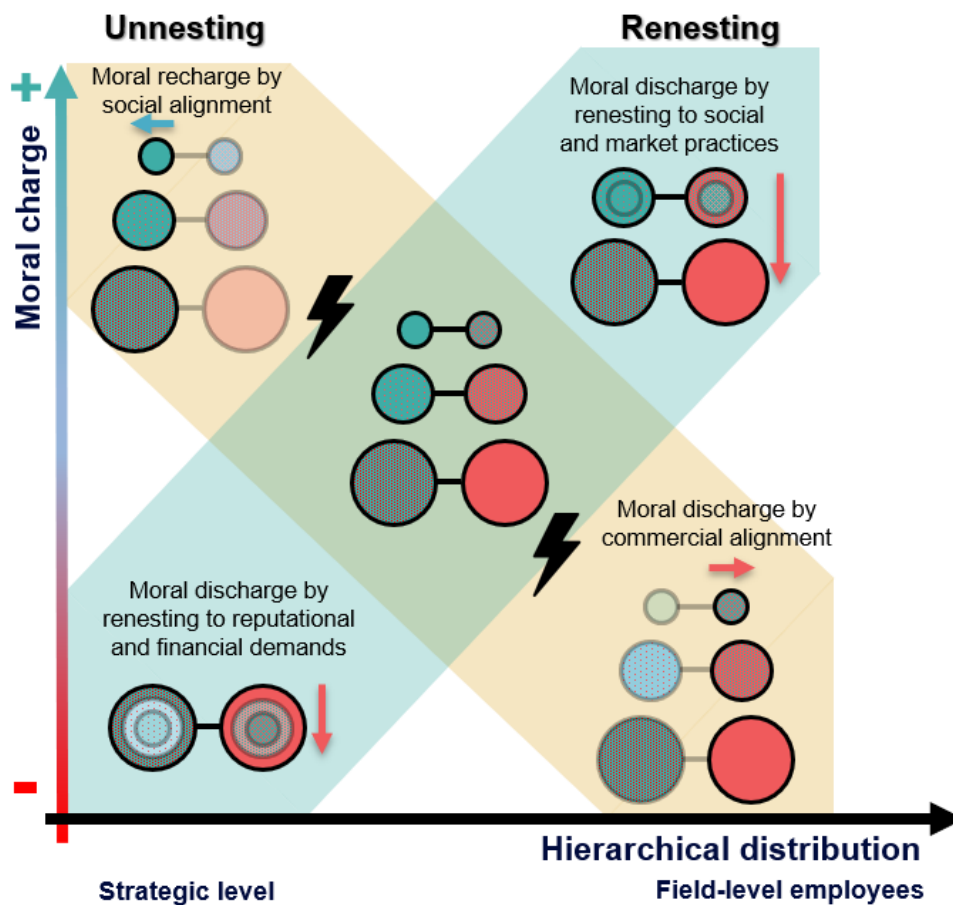 Unnesting
Renesting
Moral charge
+
-
Moral recharge by
social alignment
Moral discharge by
renesting to social
and market practices
Moral discharge by
renesting to reputational
and financial demands
Moral discharge by
commercial alignment
Hierarchical distribution
Strategic level
Field-level employees